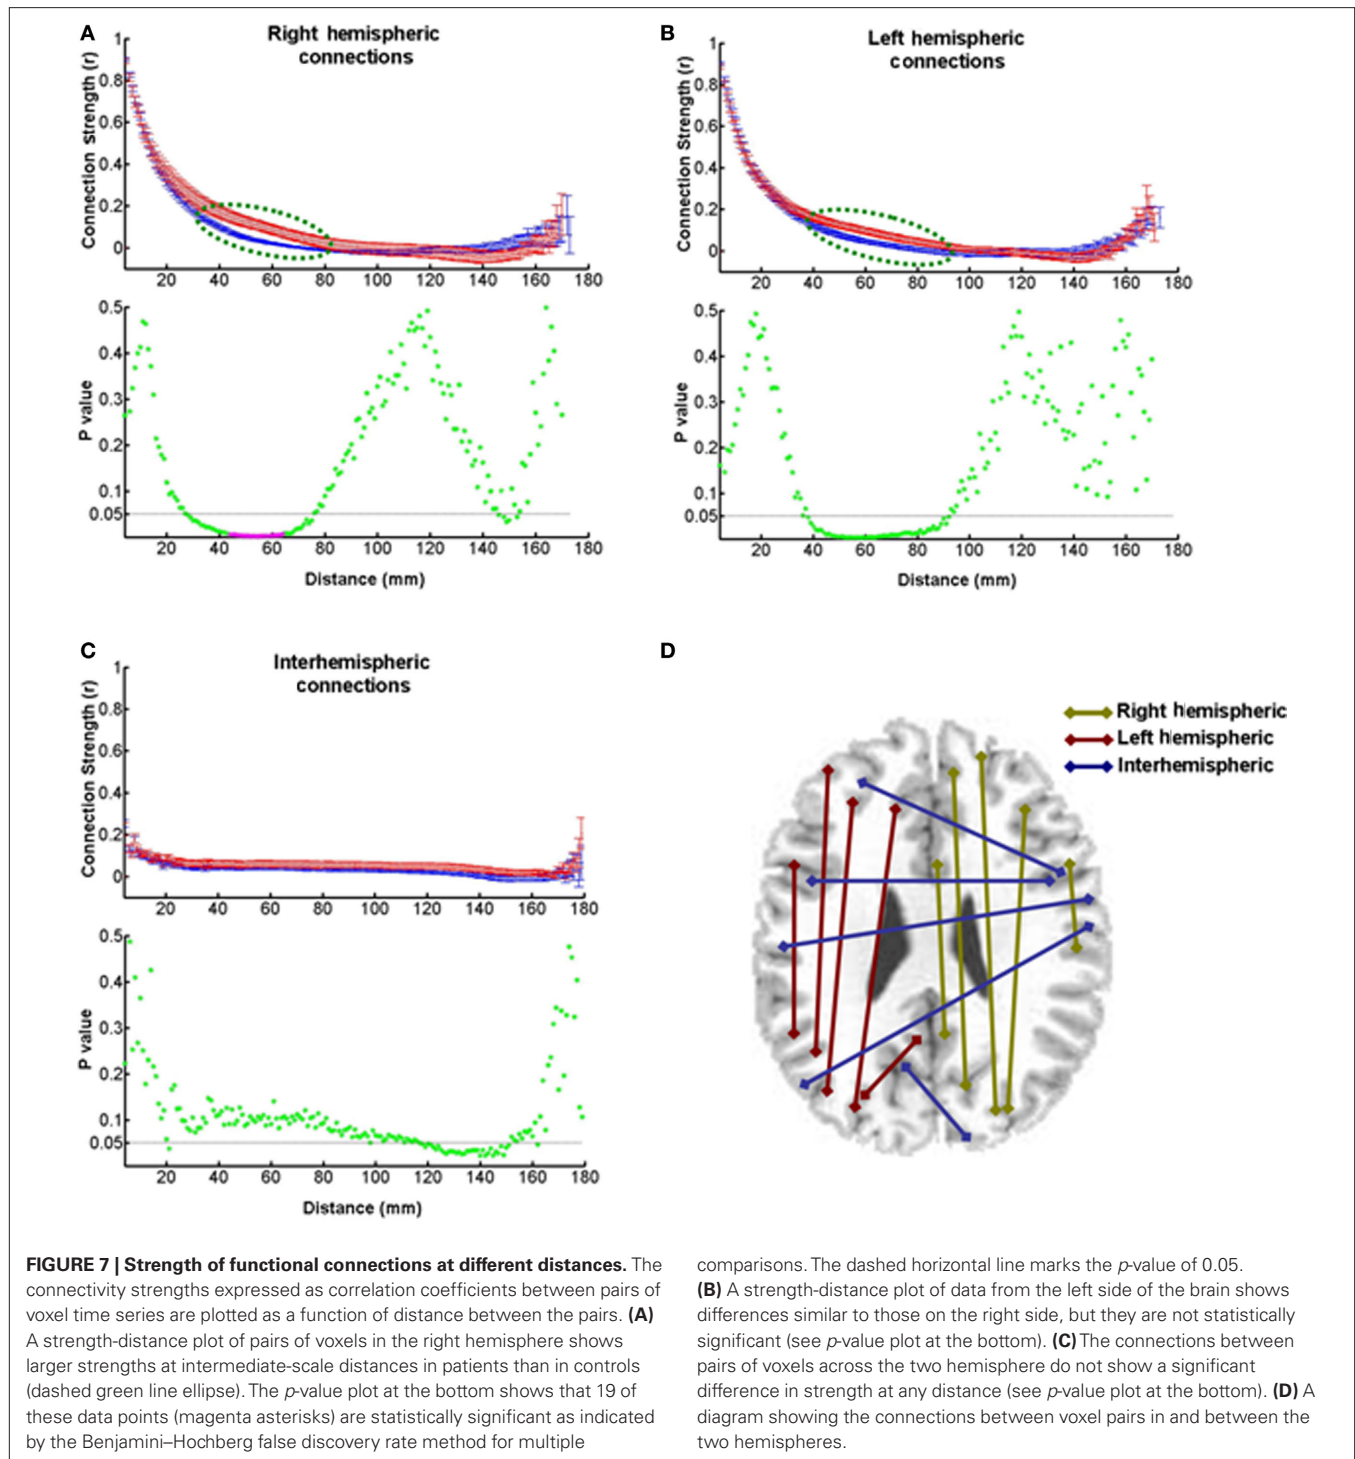 A
Right hemispheric
connections
Connection Strength (r)
1
0.8
0.6
0.4
0.2
0
20 40 60 80 100 120 140 160 180
P value
0.5
0.4
0.3
0.2
0.1
0.05
20 40 60 80 100 120 140 160 180
Distance (mm)
B
Left hemispheric
connections
Connection Strength (r)
1
0.8
0.6
0.4
0.2
0
20 40 60 80 100 120 140 160 180
P value
0.5
0.4
0.3
0.2
0.1
0.05
20 40 60 80 100 120 140 160 180
Distance (mm)
C
Interhemispheric
connections
Connection Strength (r)
1
0.8
0.6
0.4
0.2
0
20 40 60 80 100 120 140 160 180
P value
0.5
0.4
0.3
0.2
0.1
0.05
20 40 60 80 100 120 140 160 180
Distance (mm)
D
Right hemispheric
Left hemispheric
Interhemispheric
FIGURE 7 | Strength of functional connections at different distances. The
connectivity strengths expressed as correlation coefficients between pairs of
voxel time series are plotted as a function of distance between the pairs. (A)
A strength-distance plot of pairs of voxels in the right hemisphere shows
larger strengths at intermediate-scale distances in patients than in controls
(dashed green line ellipse). The p-value plot at the bottom shows that 19 of
these data points (magenta asterisks) are statistically significant as indicated
by the Benjamini–Hochberg false discovery rate method for multiple
comparisons. The dashed horizontal line marks the p-value of 0.05.
(B) A strength-distance plot of data from the left side of the brain shows
differences similar to those on the right side, but they are not statistically
significant (see p-value plot at the bottom). (C) The connections between
pairs of voxels across the two hemisphere do not show a significant
difference in strength at any distance (see p-value plot at the bottom). (D) A
diagram showing the connections between voxel pairs in and between the
two hemispheres.